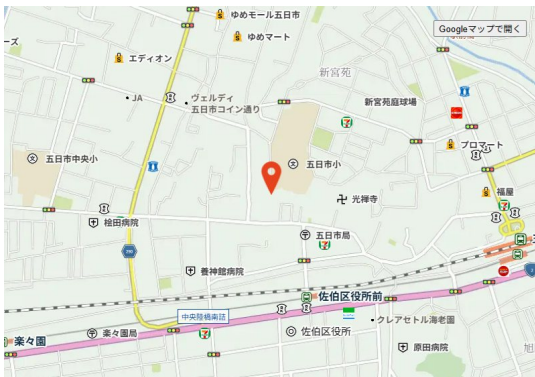 ゆめモール五日市
Googleマップで開く
ゆめマート
ーズ
エディオン
新宮苑
JA
ヴェルディ
五日市コイン通り
新宮苑庭球場
プロマート
五日市中央小
五日市小
福屋
光禅寺
桧田病院
五日市局
養神館病院
佐伯区役所前
中央陸橋南詰
クレアセトル海老園
楽々園
楽々園局
佐伯区役所
原田病院
旭